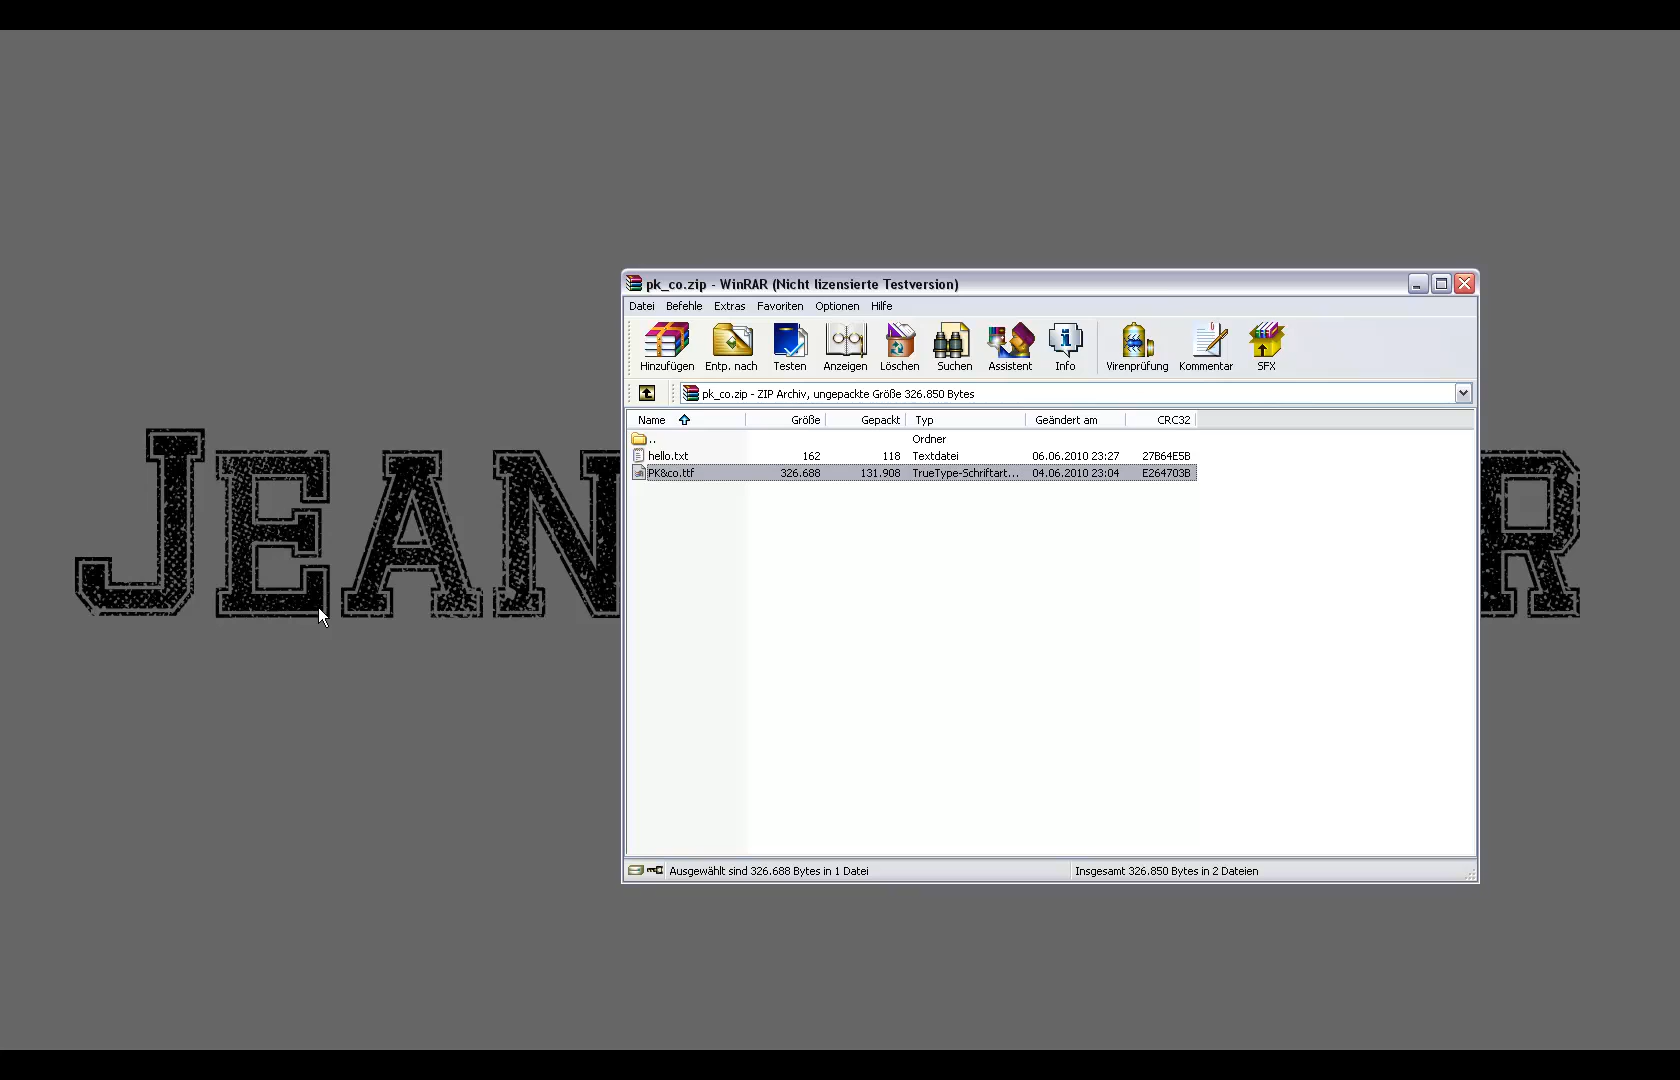 pk_co.zip - WinRAR (Nicht lizensierte Testversion)
Datei Befehle Extras Favoriten Optionen Hilfe
Hinzufügen Entp. nach Testen Anzeigen Löschen Suchen Assistent Info Virenprüfung Kommentar SFX
pk_co.zip - ZIP Archiv, ungepackte Größe 326.850 Bytes
Name Größe Gepackt Typ Geändert am CRC32
.. Ordner
hello.txt 162 118 Textdatei 06.06.2010 23:27 27B64E5B
PK&co.ttf 326.688 131.908 TrueType-Schriftart... 04.06.2010 23:04 E264703B
JEAN R
Ausgewählt sind 326.688 Bytes in 1 Datei Insgesamt 326.850 Bytes in 2 Dateien